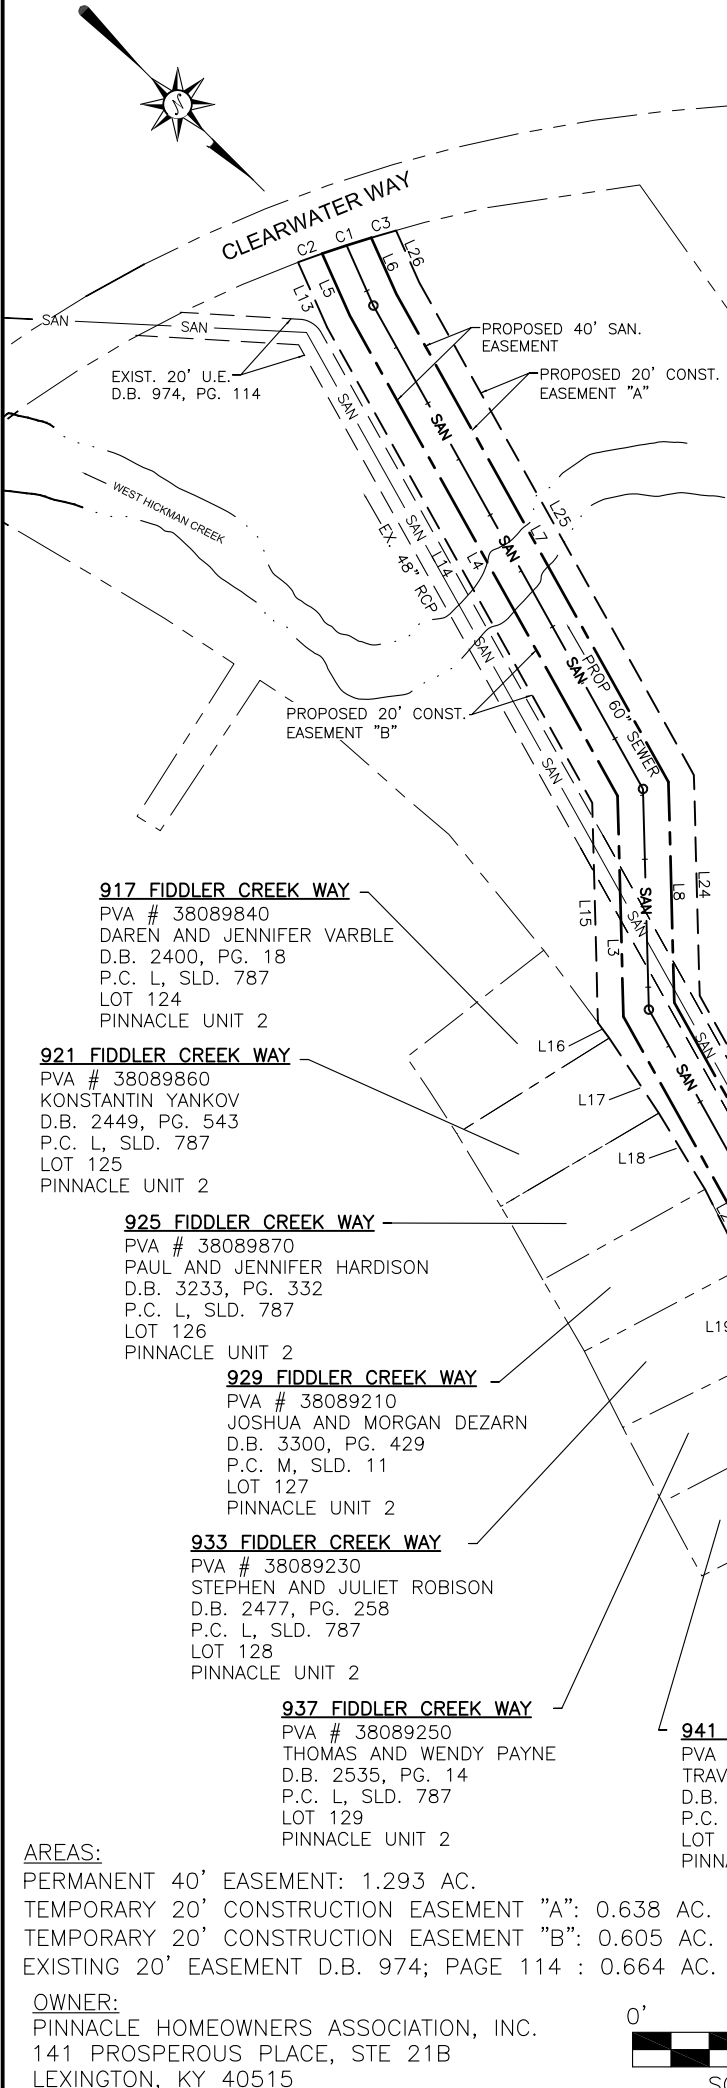 N
CLEARWATER WAY
C2
C1
C3
L13
L5
L6
L26
SAN
SAN
PROPOSED 40' SAN.
EASEMENT
EXIST. 20' U.E.
D.B. 974, PG. 114
PROPOSED 20' CONST.
EASEMENT "A"
SAN
SAN
WEST HICKMAN CREEK
EX. 48" RCP
SAN
L14
L4
SAN
L7
L25
SAN
SAN
PROP 60" SEWER
PROPOSED 20' CONST.
EASEMENT "B"
SAN
917 FIDDLER CREEK WAY
PVA # 38089840
DAREN AND JENNIFER VARBLE
D.B. 2400, PG. 18
P.C. L, SLD. 787
LOT 124
PINNACLE UNIT 2
L15
L3
SAN
SAN
L8
L24
L16
SAN
SAN
921 FIDDLER CREEK WAY
PVA # 38089860
KONSTANTIN YANKOV
D.B. 2449, PG. 543
P.C. L, SLD. 787
LOT 125
PINNACLE UNIT 2
L17
L18
925 FIDDLER CREEK WAY
PVA # 38089870
PAUL AND JENNIFER HARDISON
D.B. 3233, PG. 332
P.C. L, SLD. 787
LOT 126
PINNACLE UNIT 2
L19
929 FIDDLER CREEK WAY
PVA # 38089210
JOSHUA AND MORGAN DEZARN
D.B. 3300, PG. 429
P.C. M, SLD. 11
LOT 127
PINNACLE UNIT 2
933 FIDDLER CREEK WAY
PVA # 38089230
STEPHEN AND JULIET ROBISON
D.B. 2477, PG. 258
P.C. L, SLD. 787
LOT 128
PINNACLE UNIT 2
937 FIDDLER CREEK WAY
PVA # 38089250
THOMAS AND WENDY PAYNE
D.B. 2535, PG. 14
P.C. L, SLD. 787
LOT 129
PINNACLE UNIT 2
941
PVA
TRAV
D.B.
P.C.
LOT
PINN
AREAS:
PERMANENT 40' EASEMENT: 1.293 AC.
TEMPORARY 20' CONSTRUCTION EASEMENT "A": 0.638 AC.
TEMPORARY 20' CONSTRUCTION EASEMENT "B": 0.605 AC.
EXISTING 20' EASEMENT D.B. 974; PAGE 114 : 0.664 AC.
OWNER:
PINNACLE HOMEOWNERS ASSOCIATION, INC.
141 PROSPEROUS PLACE, STE 21B
LEXINGTON, KY 40515
0'